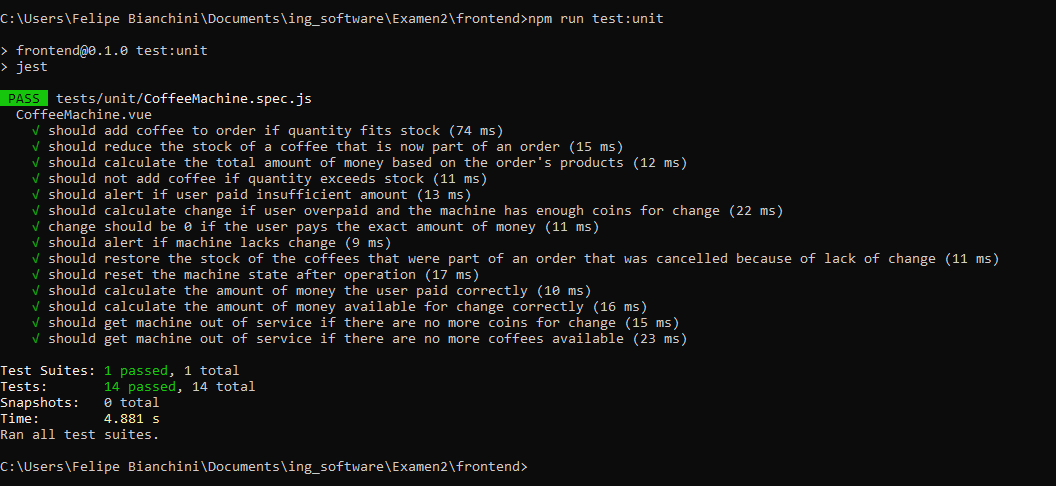 C:\Users\Felipe Bianchini\Documents\ing_software\Examen2\frontend>npm run test:unit
> frontend@0.1.0 test:unit
> jest
PASS tests/unit/CoffeeMachine.spec.js
CoffeeMachine.vue
√ should add coffee to order if quantity fits stock (74 ms)
√ should reduce the stock of a coffee that is now part of an order (15 ms)
√ should calculate the total amount of money based on the order's products (12 ms)
√ should not add coffee if quantity exceeds stock (11 ms)
√ should alert if user paid insufficient amount (13 ms)
√ should calculate change if user overpaid and the machine has enough coins for change (22 ms)
√ change should be 0 if the user pays the exact amount of money (11 ms)
√ should alert if machine lacks change (9 ms)
√ should restore the stock of the coffees that were part of an order that was cancelled because of lack of change (11 ms)
√ should reset the machine state after operation (17 ms)
√ should calculate the amount of money the user paid correctly (10 ms)
√ should calculate the amount of money available for change correctly (16 ms)
√ should get machine out of service if there are no more coins for change (15 ms)
√ should get machine out of service if there are no more coffees available (23 ms)
Test Suites: 1 passed, 1 total
Tests: 14 passed, 14 total
Snapshots: 0 total
Time: 4.881 s
Ran all test suites.
C:\Users\Felipe Bianchini\Documents\ing_software\Examen2\frontend>